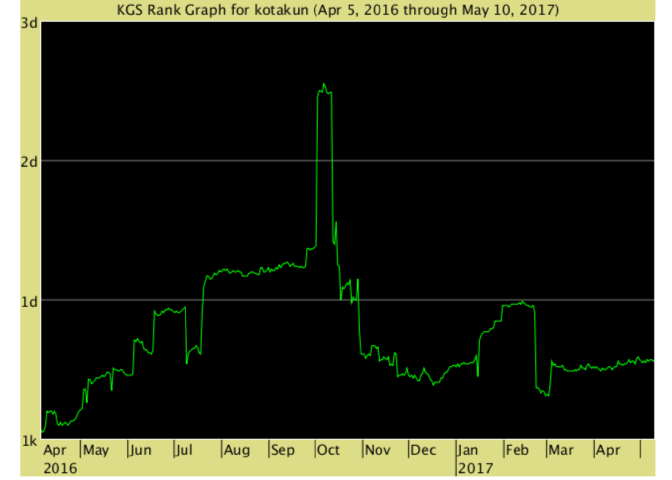 KGS Rank Graph for kotakun (Apr 5, 2016 through May 10, 2017)
3d
2d
1d
1k
Apr May Jun Jul Aug Sep Oct Nov Dec Jan Feb Mar Apr
2016 2017